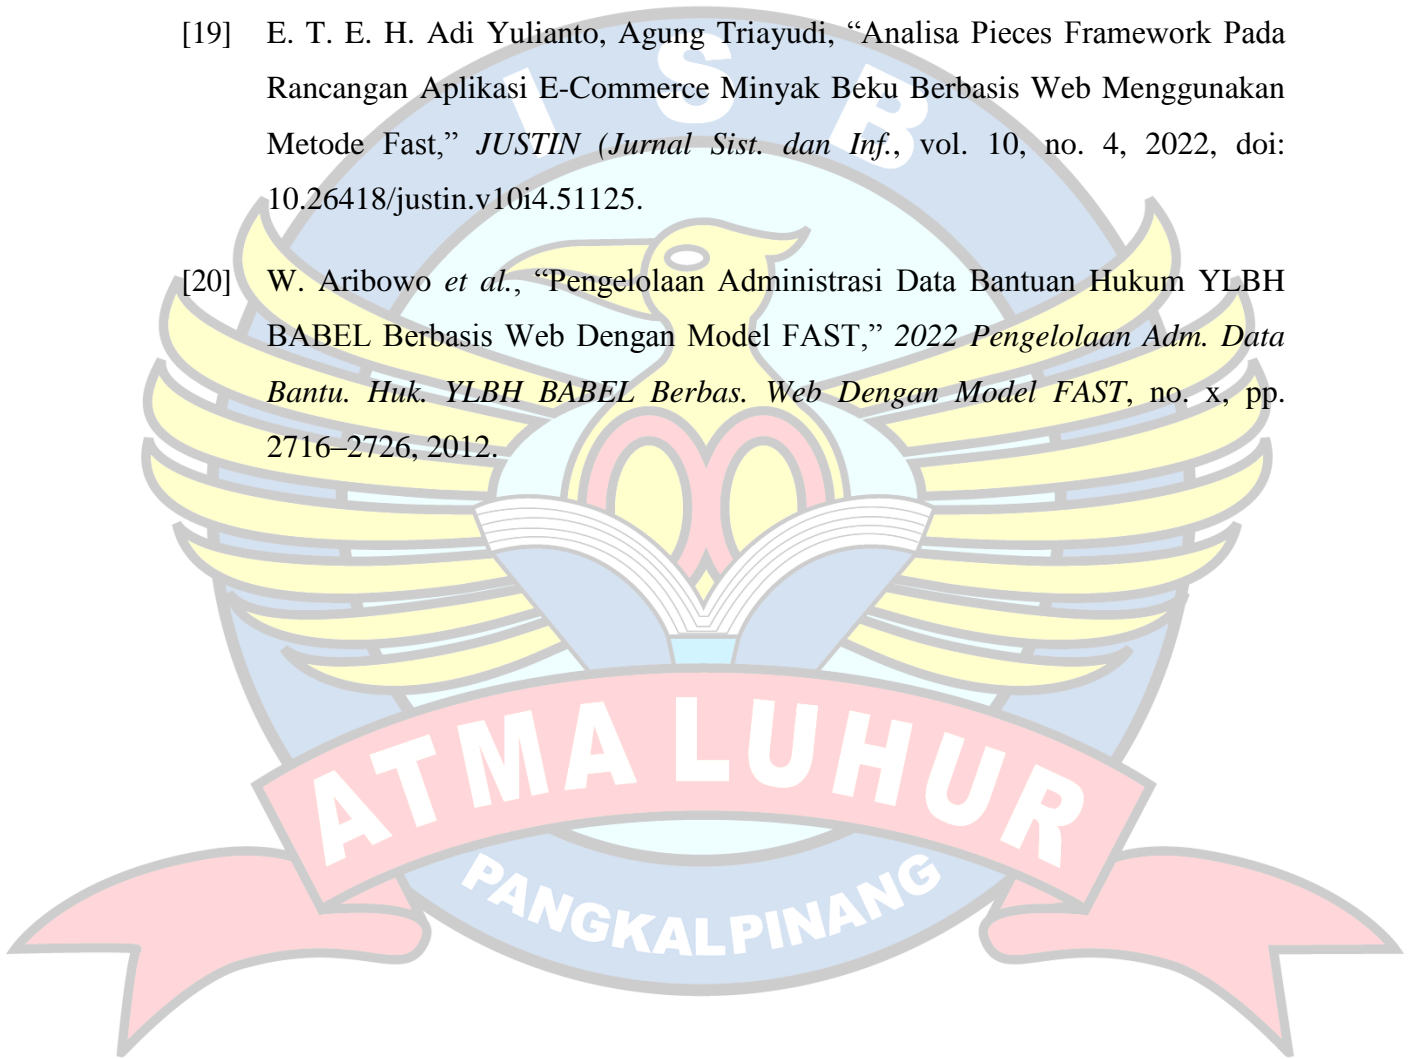 [19] E. T. E. H. Adi Yulianto, Agung Triayudi, “Analisa Pieces Framework Pada
Rancangan Aplikasi E-Commerce Minyak Beku Berbasis Web Menggunakan
Metode Fast,” JUSTIN (Jurnal Sist. dan Inf., vol. 10, no. 4, 2022, doi:
10.26418/justin.v10i4.51125.
[20] W. Aribowo et al., “Pengelolaan Administrasi Data Bantuan Hukum YLBH
BABEL Berbasis Web Dengan Model FAST,” 2022 Pengelolaan Adm. Data
Bantu. Huk. YLBH BABEL Berbas. Web Dengan Model FAST, no. x, pp.
2716–2726, 2012.
I S B
ATMA LUHUR
PANGKALPINANG